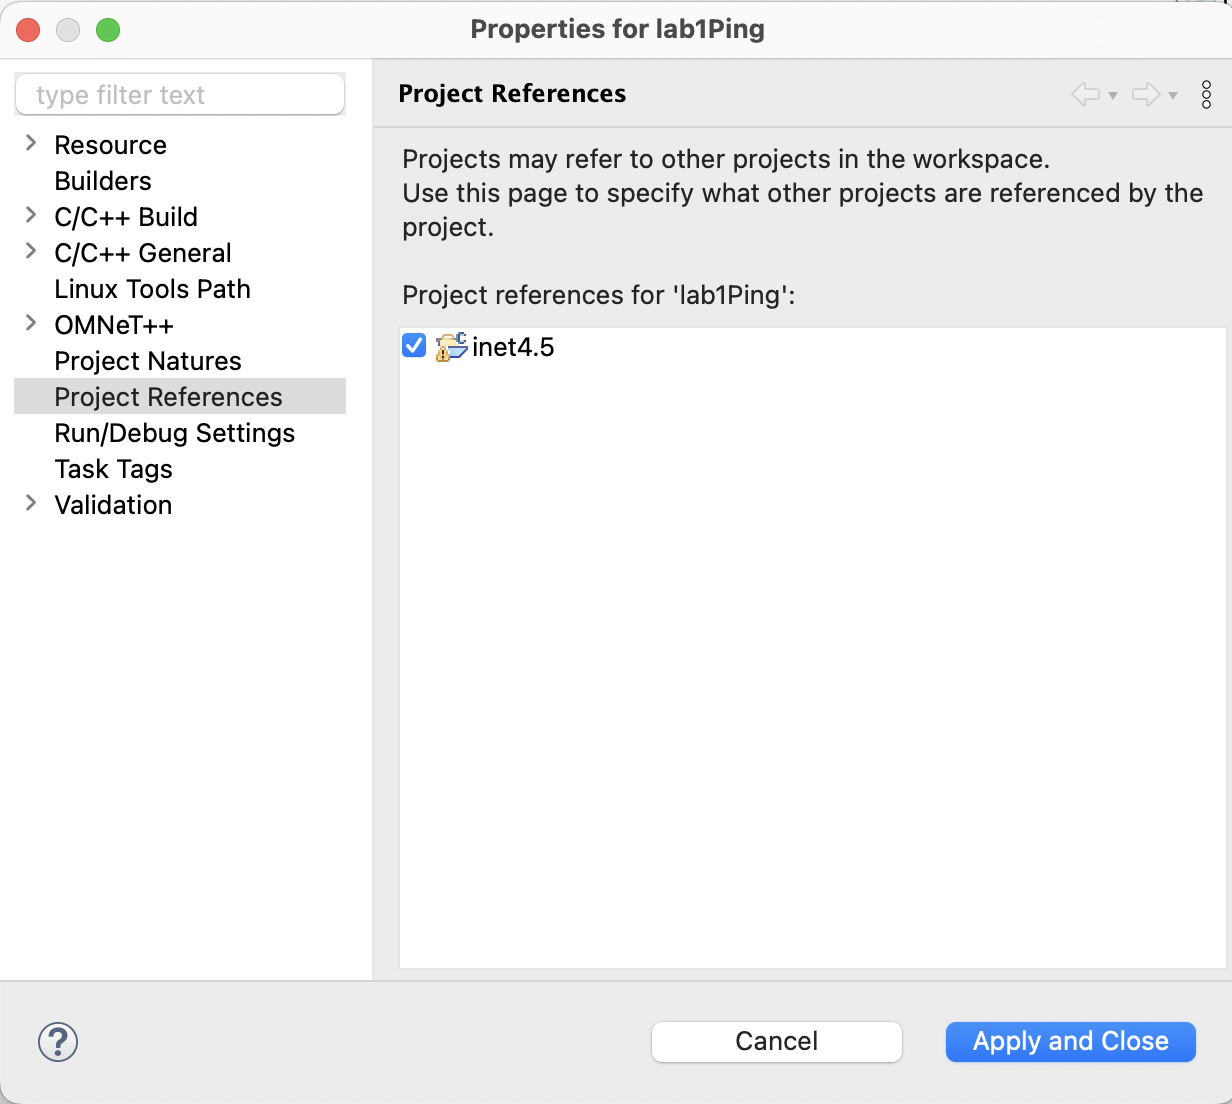 Properties for lab1Ping
type filter text
Resource
Builders
C/C++ Build
C/C++ General
Linux Tools Path
OMNeT++
Project Natures
Project References
Run/Debug Settings
Task Tags
Validation
Project References
Projects may refer to other projects in the workspace.
Use this page to specify what other projects are referenced by the
project.
Project references for 'lab1Ping':
inet4.5
?
Cancel
Apply and Close